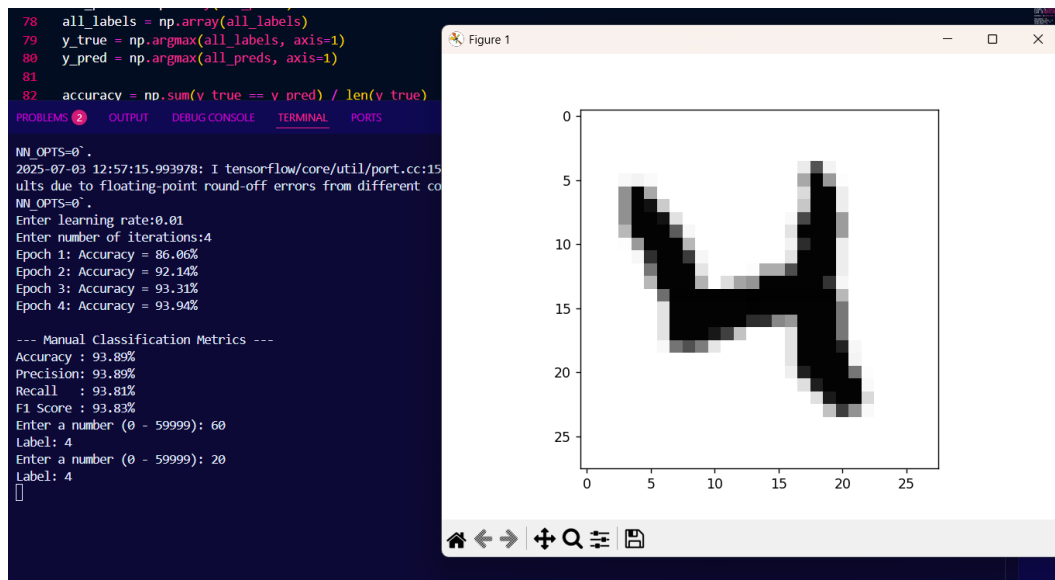 78 all_labels = np.array(all_labels)
79 y_true = np.argmax(all_labels, axis=1)
80 y_pred = np.argmax(all_preds, axis=1)
81
82 accuracy = np.sum(y_true == y_pred) / len(y_true)
PROBLEMS 2 OUTPUT DEBUG CONSOLE TERMINAL PORTS
NN_OPTS=0`.
2025-07-03 12:57:15.993978: I tensorflow/core/util/port.cc:15
ults due to floating-point round-off errors from different co
NN_OPTS=0`.
Enter learning rate:0.01
Enter number of iterations:4
Epoch 1: Accuracy = 86.06%
Epoch 2: Accuracy = 92.14%
Epoch 3: Accuracy = 93.31%
Epoch 4: Accuracy = 93.94%
--- Manual Classification Metrics ---
Accuracy : 93.89%
Precision: 93.89%
Recall : 93.81%
F1 Score : 93.83%
Enter a number (0 - 59999): 60
Label: 4
Enter a number (0 - 59999): 20
Label: 4
Figure 1
0
5
10
15
20
25
0 5 10 15 20 25
4